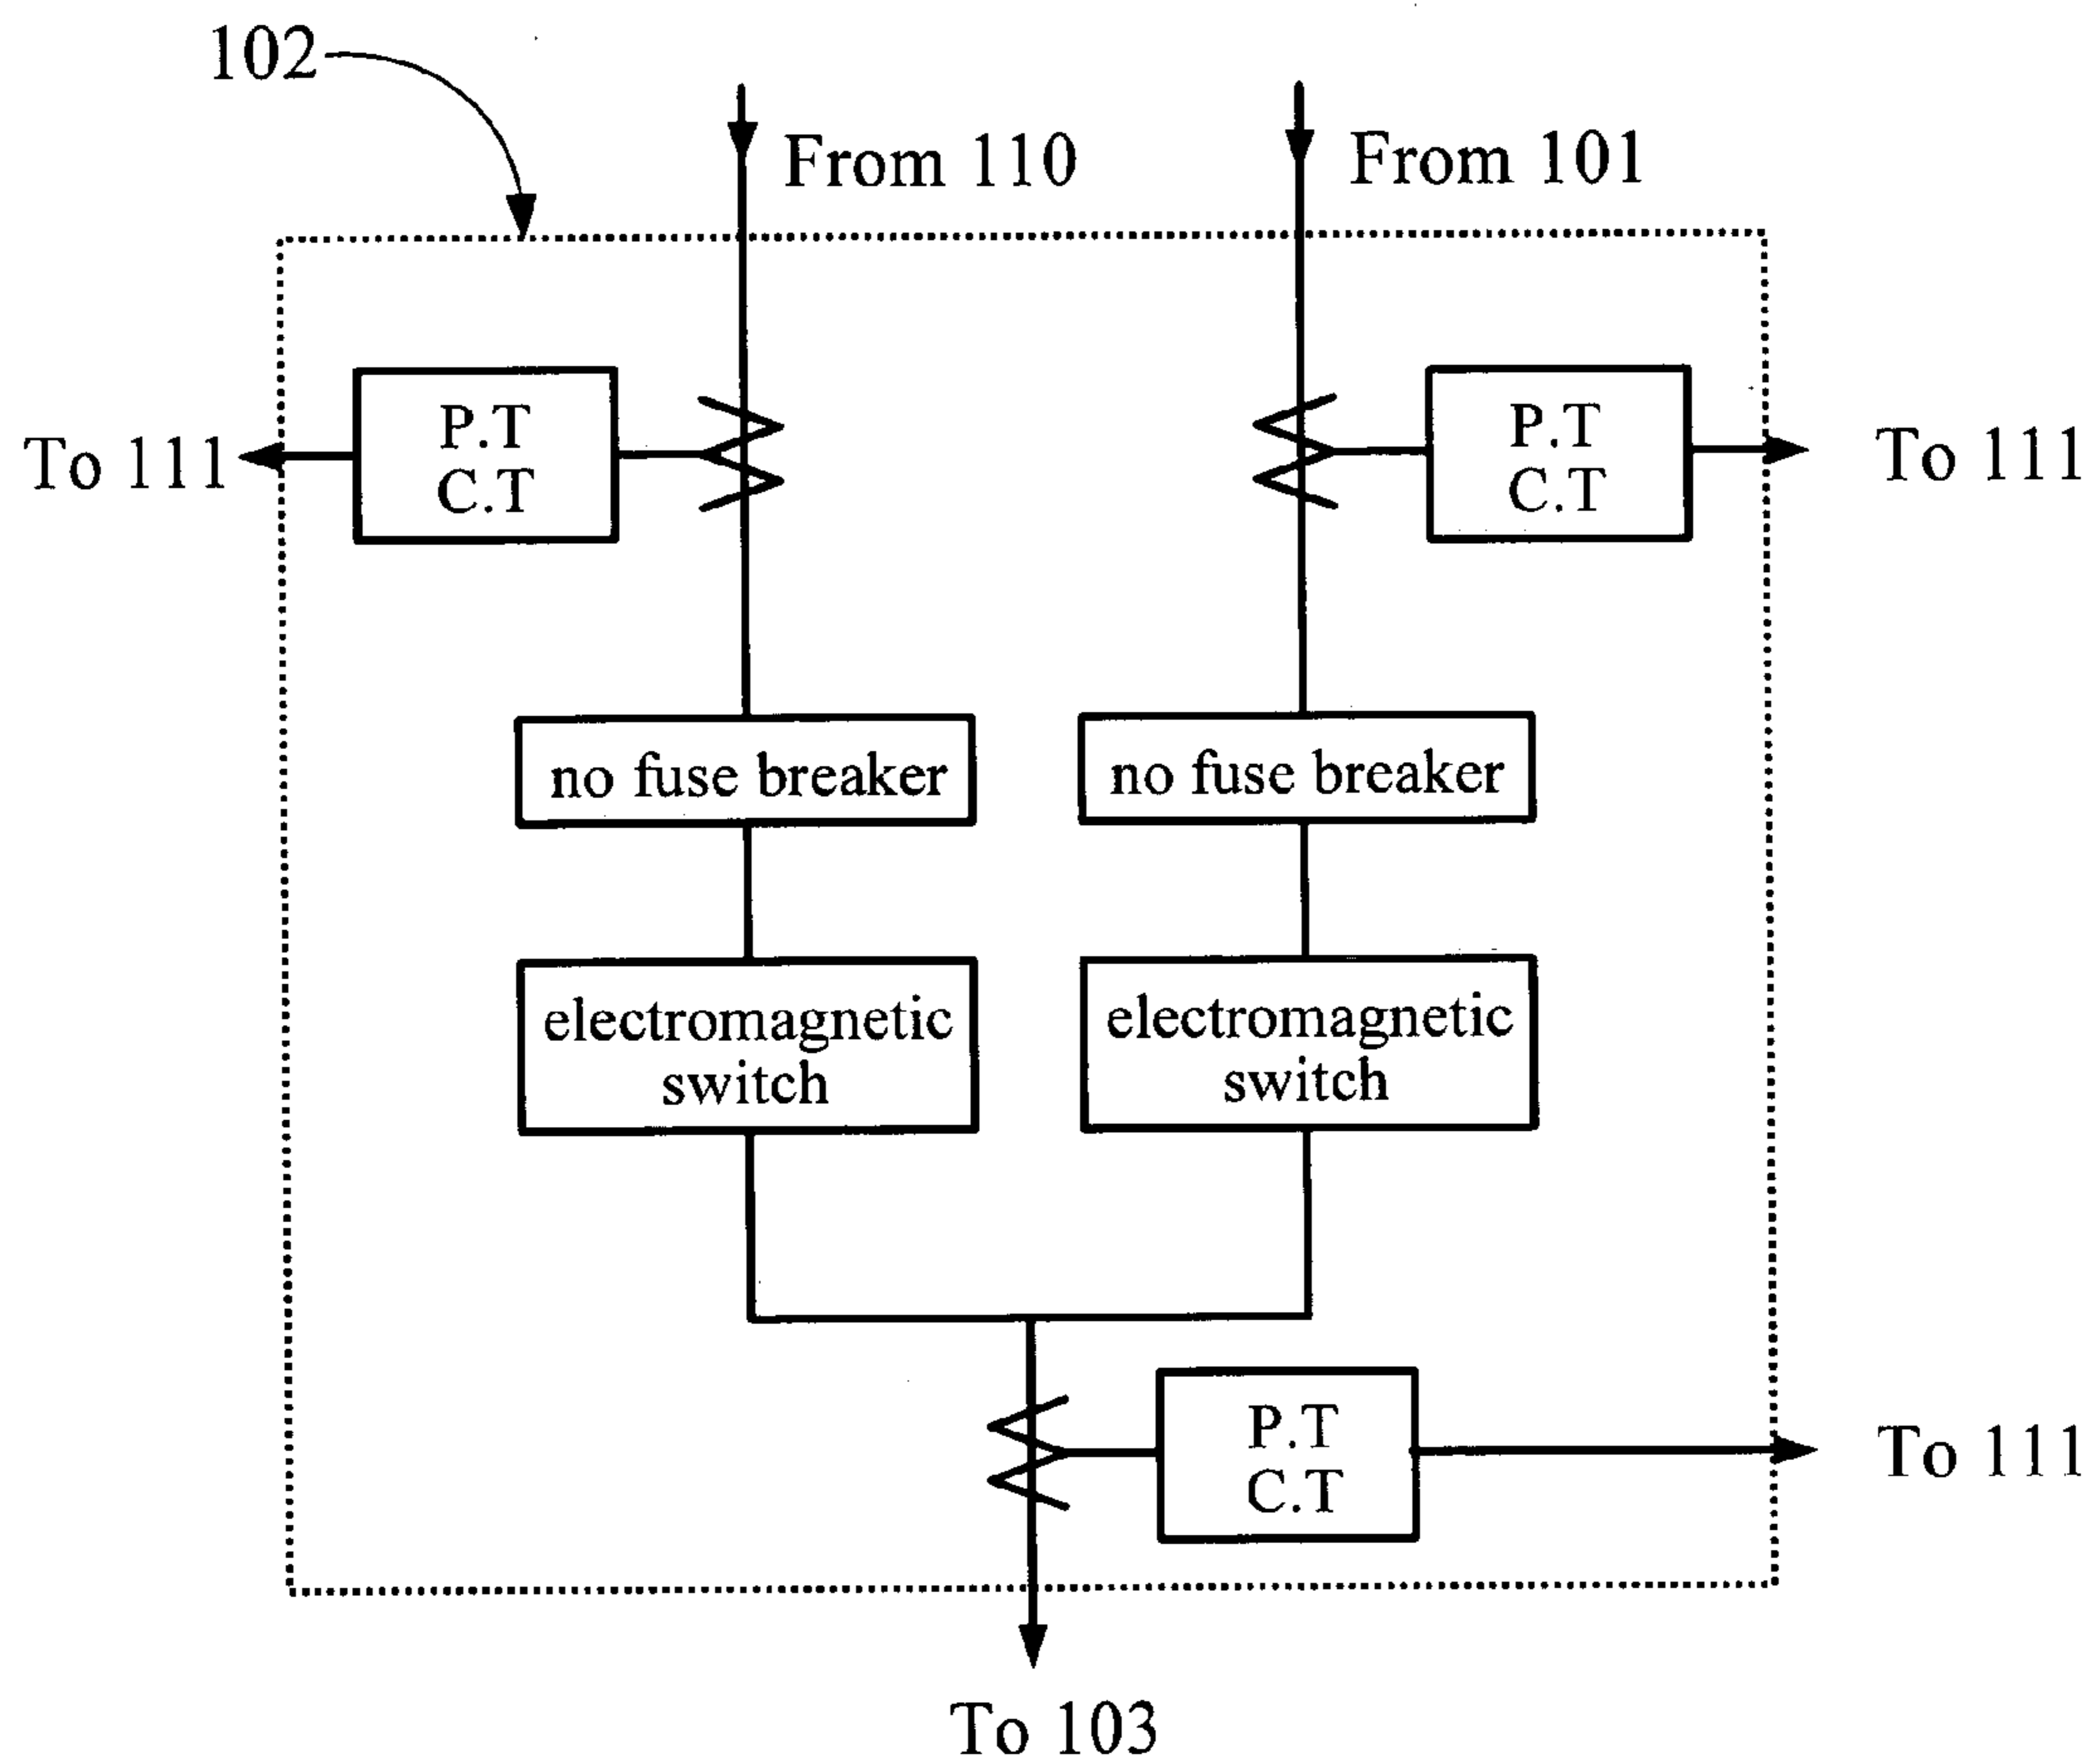 102
From 110
From 101
To 111
P.T
C.T
P.T
C.T
To 111
no fuse breaker
no fuse breaker
electromagnetic
switch
electromagnetic
switch
P.T
C.T
To 111
To 103